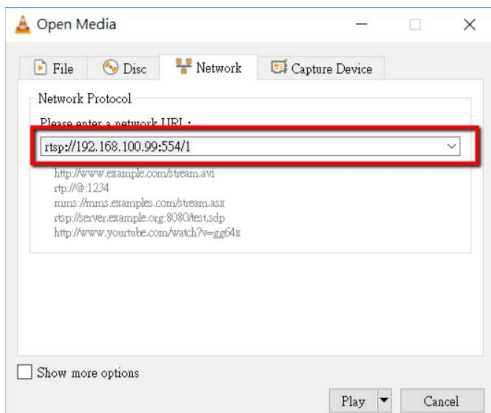 Open Media
File Disc Network Capture Device
Network Protocol
Please enter a network URL:
rtsp://192.168.100.99:554/1
http://www.example.com/stream.avi
rtp://@:1234
mms://mms.examples.com/stream.asx
rtsp://server.example.org:8080/test.sdp
http://www.yourtube.com/watch?v=gg64x
Show more options
Play Cancel